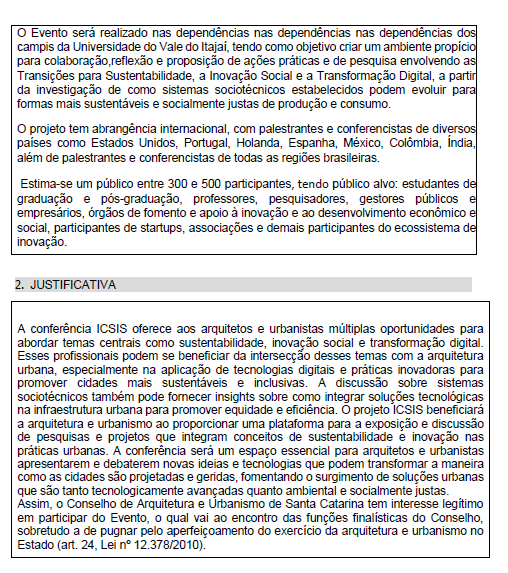 O Evento será realizado nas dependências nas dependências nas dependências dos
campis da Universidade do Vale do Itajaí, tendo como objetivo criar um ambiente propício
para colaboração,reflexão e proposição de ações práticas e de pesquisa envolvendo as
Transições para Sustentabilidade, a Inovação Social e a Transformação Digital, a partir
da investigação de como sistemas sociotécnicos estabelecidos podem evoluir para
formas mais sustentáveis e socialmente justas de produção e consumo.
O projeto tem abrangência internacional, com palestrantes e conferencistas de diversos
países como Estados Unidos, Portugal, Holanda, Espanha, México, Colômbia, Índia,
além de palestrantes e conferencistas de todas as regiões brasileiras.
Estima-se um público entre 300 e 500 participantes, tendo público alvo: estudantes de
graduação e pós-graduação, professores, pesquisadores, gestores públicos e
empresários, órgãos de fomento e apoio à inovação e ao desenvolvimento econômico e
social, participantes de startups, associações e demais participantes do ecossistema de
inovação.
2. JUSTIFICATIVA
A conferência ICSIS oferece aos arquitetos e urbanistas múltiplas oportunidades para
abordar temas centrais como sustentabilidade, inovação social e transformação digital.
Esses profissionais podem se beneficiar da intersecção desses temas com a arquitetura
urbana, especialmente na aplicação de tecnologias digitais e práticas inovadoras para
promover cidades mais sustentáveis e inclusivas. A discussão sobre sistemas
sociotécnicos também pode fornecer insights sobre como integrar soluções tecnológicas
na infraestrutura urbana para promover equidade e eficiência. O projeto ICSIS beneficiará
a arquitetura e urbanismo ao proporcionar uma plataforma para a exposição e discussão
de pesquisas e projetos que integram conceitos de sustentabilidade e inovação nas
práticas urbanas. A conferência será um espaço essencial para arquitetos e urbanistas
apresentarem e debaterem novas ideias e tecnologias que podem transformar a maneira
como as cidades são projetadas e geridas, fomentando o surgimento de soluções urbanas
que são tanto tecnologicamente avançadas quanto ambiental e socialmente justas.
Assim, o Conselho de Arquitetura e Urbanismo de Santa Catarina tem interesse legítimo
em participar do Evento, o qual vai ao encontro das funções finalísticas do Conselho,
sobretudo a de pugnar pelo aperfeiçoamento do exercício da arquitetura e urbanismo no
Estado (art. 24, Lei nº 12.378/2010).